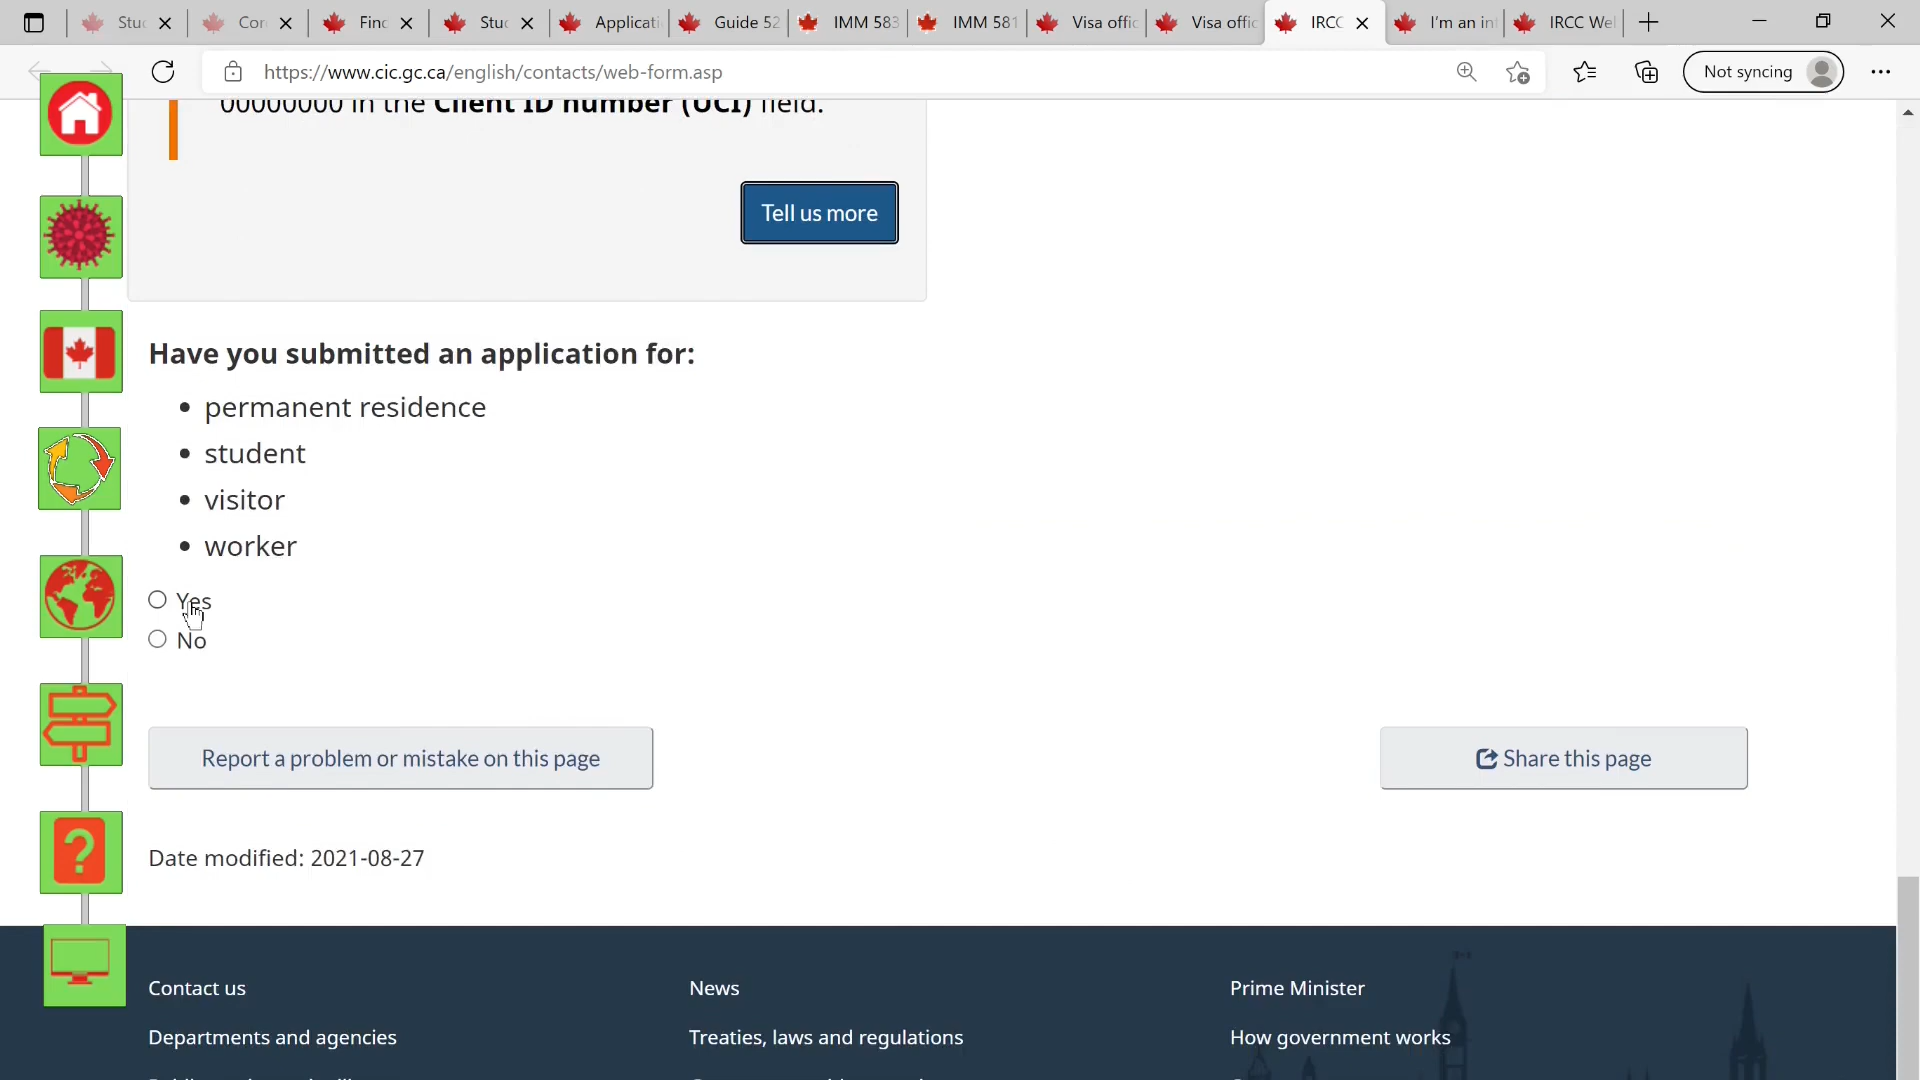 Stu
Cor
Finc
Stuc
Applicati
Guide 52
IMM 583
IMM 581
Visa offic
Visa offic
IRCC
I'm an in
IRCC Wel
https://www.cic.gc.ca/english/contacts/web-form.asp
Not syncing
00000000 in the Client ID number (UCI) field.
Tell us more
Have you submitted an application for:
• permanent residence
• student
• visitor
• worker
Yes
No
Report a problem or mistake on this page
Share this page
Date modified: 2021-08-27
Contact us
News
Prime Minister
Departments and agencies
Treaties, laws and regulations
How government works